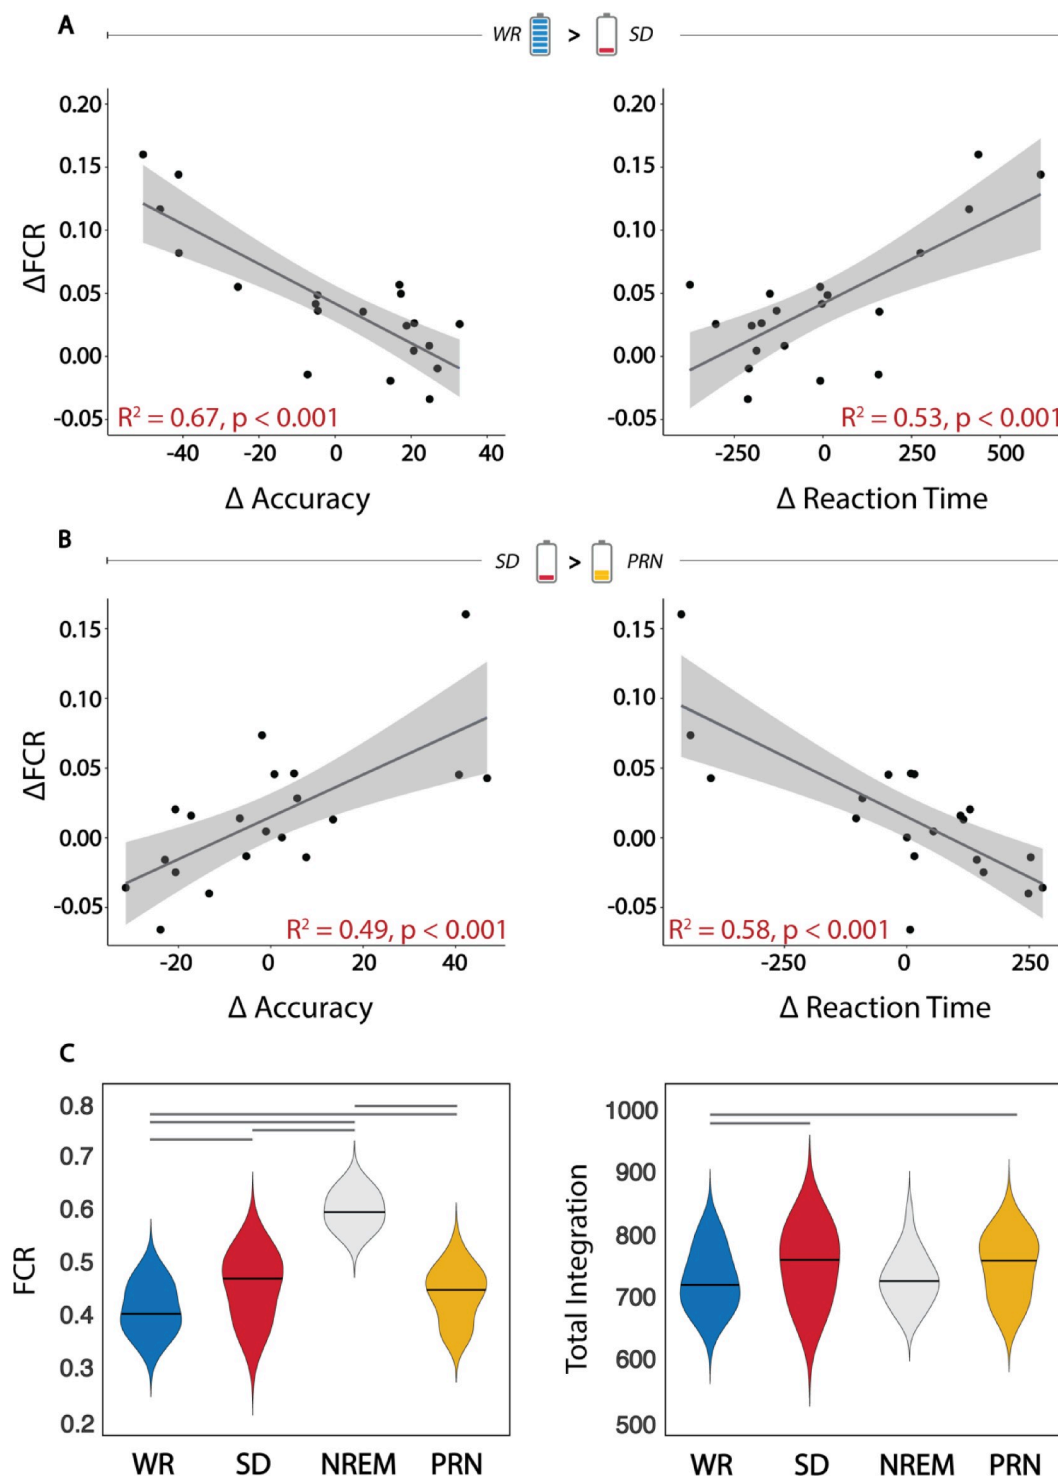 A
WR > SD
0.20
0.15
0.10
0.05
0.00
-0.05
ΔFCR
R² = 0.67, p < 0.001
-40 -20 0 20 40
Δ Accuracy
0.20
0.15
0.10
0.05
0.00
-0.05
R² = 0.53, p < 0.001
-250 0 250 500
Δ Reaction Time
B
SD > PRN
0.15
0.10
0.05
0.00
-0.05
ΔFCR
R² = 0.49, p < 0.001
-20 0 20 40
Δ Accuracy
0.15
0.10
0.05
0.00
-0.05
R² = 0.58, p < 0.001
-250 0 250
Δ Reaction Time
C
0.8
0.7
0.6
0.5
0.4
0.3
0.2
FCR
WR SD NREM PRN
1000
900
800
700
600
500
Total Integration
WR SD NREM PRN